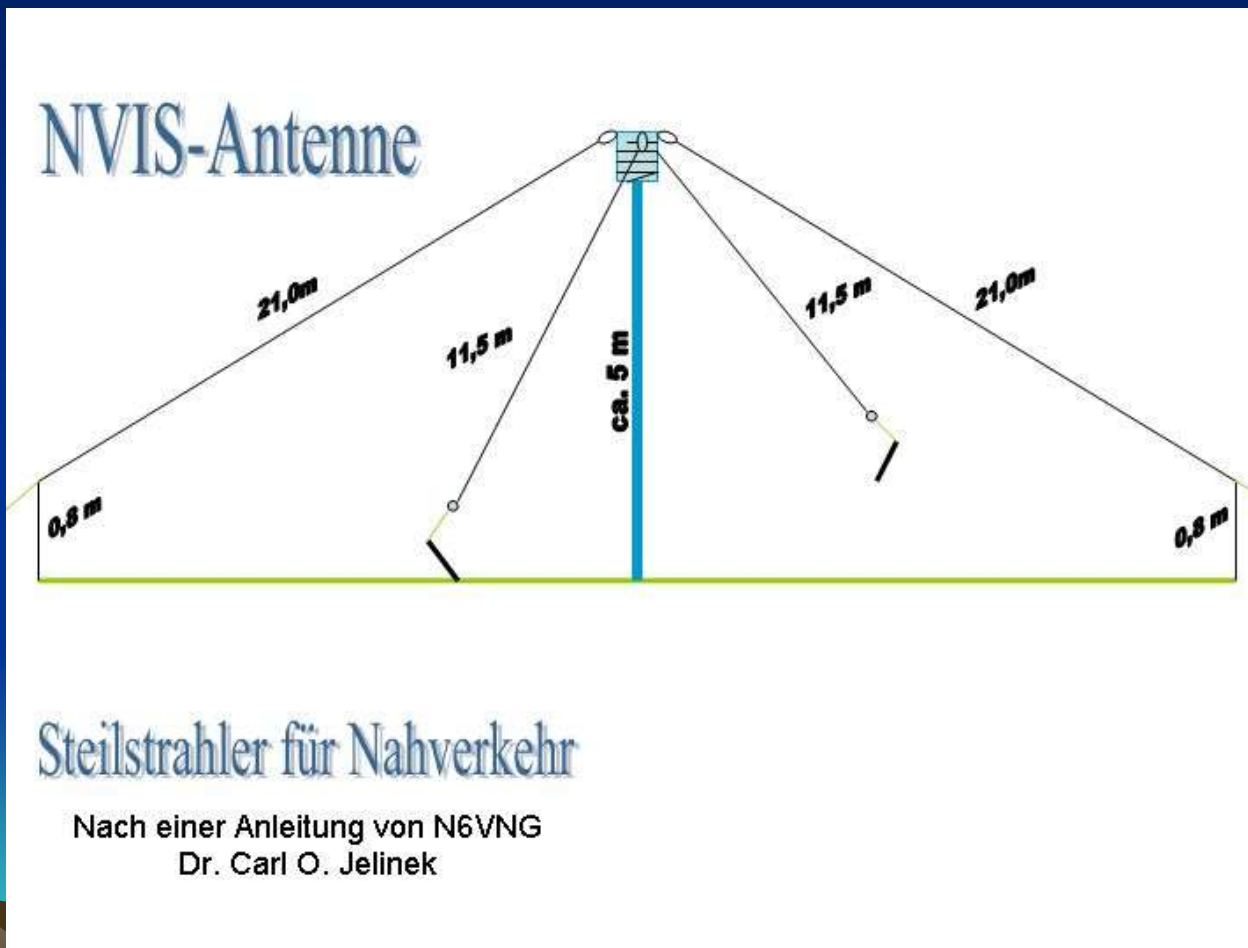 NVIS-Antenne
21,0m
11,5 m
ca. 5 m
11,5 m
21,0m
0,8 m
0,8 m
Steilstrahler für Nahverkehr
Nach einer Anleitung von N6VNG
Dr. Carl O. Jelinek